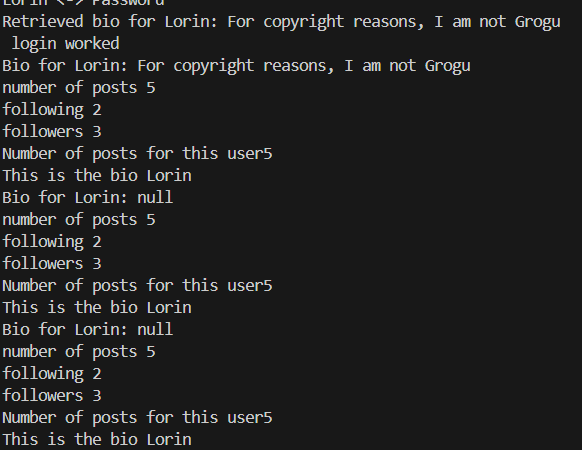 Lorin <-> Password
Retrieved bio for Lorin: For copyright reasons, I am not Grogu
login worked
Bio for Lorin: For copyright reasons, I am not Grogu
number of posts 5
following 2
followers 3
Number of posts for this user5
This is the bio Lorin
Bio for Lorin: null
number of posts 5
following 2
followers 3
Number of posts for this user5
This is the bio Lorin
Bio for Lorin: null
number of posts 5
following 2
followers 3
Number of posts for this user5
This is the bio Lorin